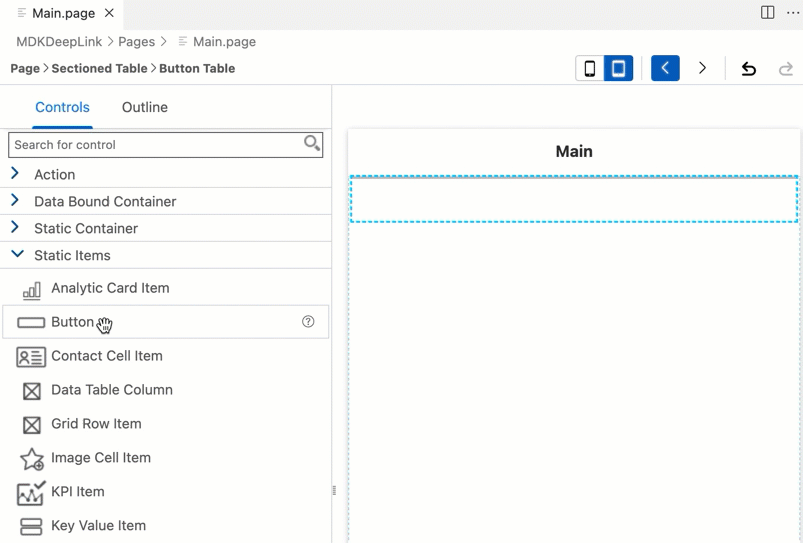 Main.page
MDKDeepLink > Pages > Main.page
Page > Sectioned Table > Button Table
Controls Outline
Search for control
Main
Action
Data Bound Container
Static Container
Static Items
Analytic Card Item
Button
Contact Cell Item
Data Table Column
Grid Row Item
Image Cell Item
KPI Item
Key Value Item